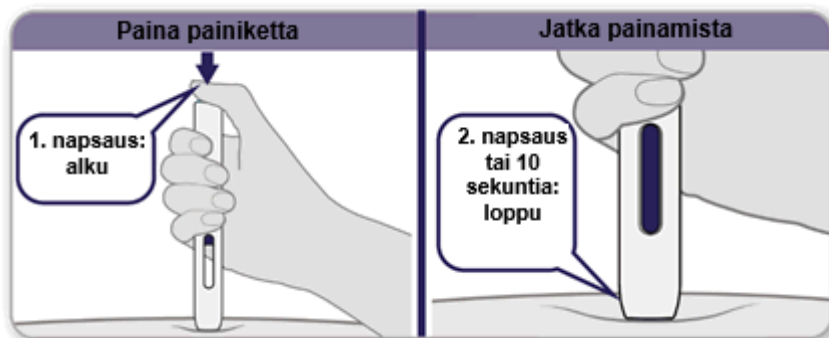 Paina painiketta
1. napsaus:
alku
Jatka painamista
2. napsaus
tai 10
sekuntia:
loppu